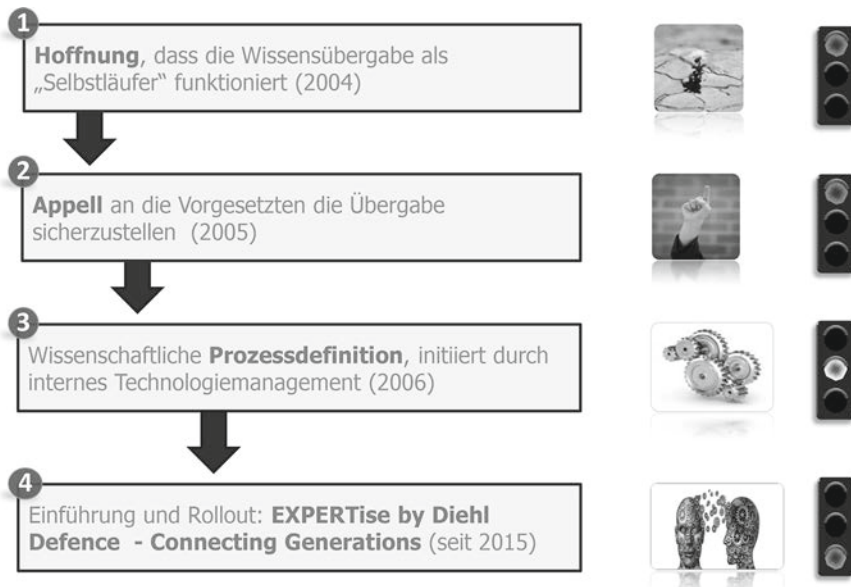 1
Hoffnung, dass die Wissensübergabe als
„Selbstläufer“ funktioniert (2004)
2
Appell an die Vorgesetzten die Übergabe
sicherzustellen (2005)
3
Wissenschaftliche Prozessdefinition, initiiert durch
internes Technologiemanagement (2006)
4
Einführung und Rollout: EXPERTise by Diehl
Defence - Connecting Generations (seit 2015)